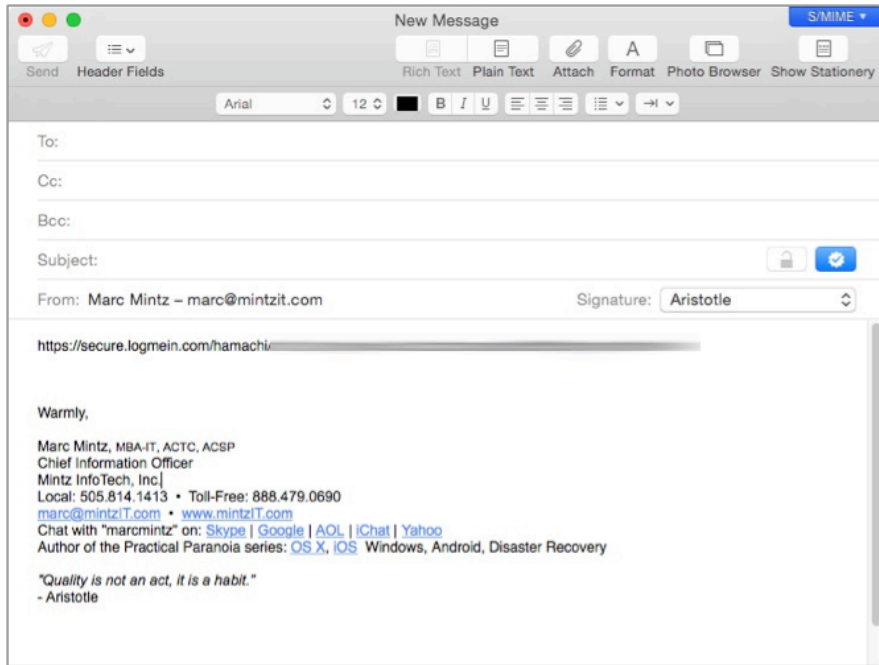 New Message
S/MIME
Send Header Fields Rich Text Plain Text Attach Format Photo Browser Show Stationery
Arial 12 B I U
To:
Cc:
Bcc:
Subject:
From: Marc Mintz – marc@mintzit.com Signature: Aristotle
https://secure.logmein.com/hamachi
Warmly,
Marc Mintz, MBA-IT, ACTC, ACSP
Chief Information Officer
Mintz InfoTech, Inc.
Local: 505.814.1413 • Toll-Free: 888.479.0690
marc@mintzIT.com • www.mintzIT.com
Chat with "marcmintz" on: Skype | Google | AOL | iChat | Yahoo
Author of the Practical Paranoia series: OS X, iOS Windows, Android, Disaster Recovery
"Quality is not an act, it is a habit."
- Aristotle